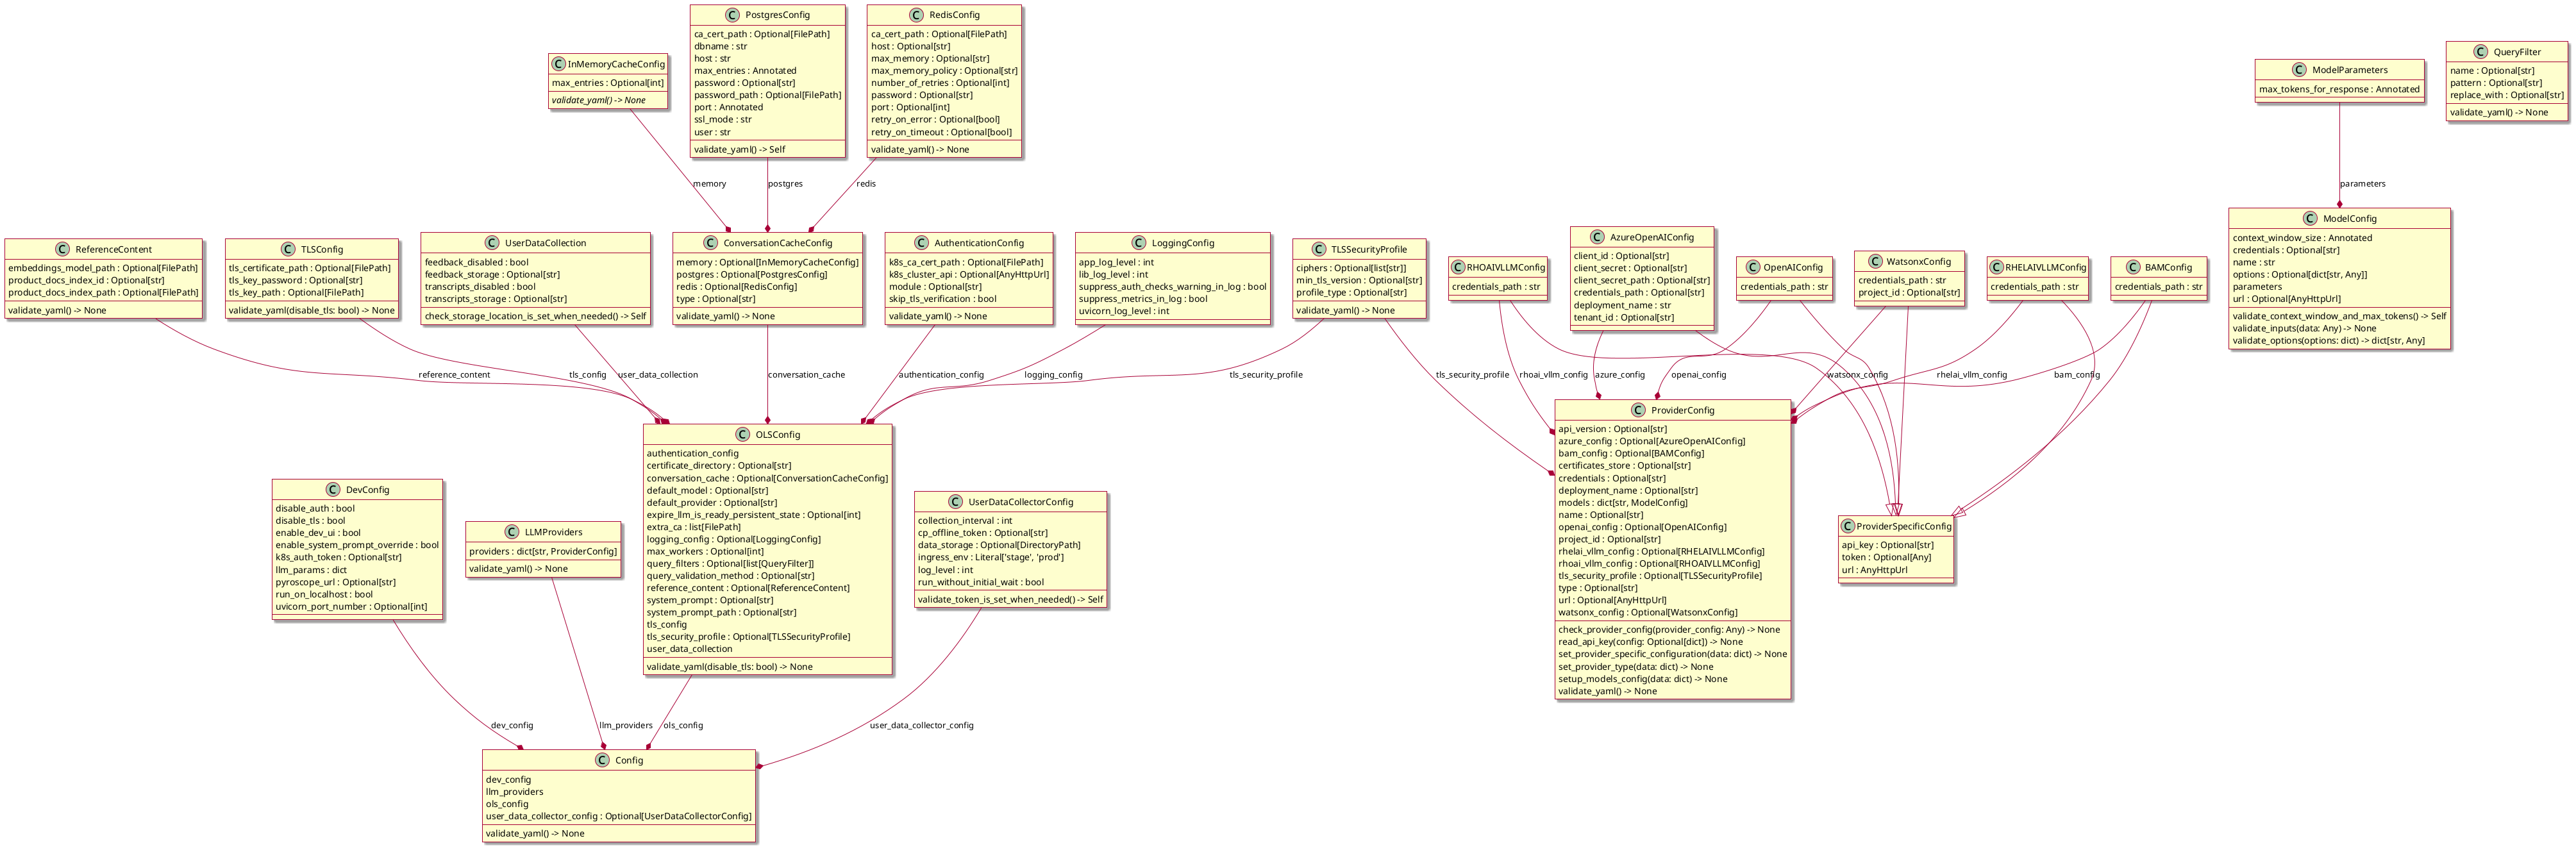 C InMemoryCacheConfig
max_entries : Optional[int]
validate_yaml() -> None
C PostgresConfig
ca_cert_path : Optional[FilePath]
dbname : str
host : str
max_entries : Annotated
password : Optional[str]
password_path : Optional[FilePath]
port : Annotated
ssl_mode : str
user : str
validate_yaml() -> Self
C RedisConfig
ca_cert_path : Optional[FilePath]
host : Optional[str]
max_memory : Optional[str]
max_memory_policy : Optional[str]
number_of_retries : Optional[int]
password : Optional[str]
port : Optional[int]
retry_on_error : Optional[bool]
retry_on_timeout : Optional[bool]
validate_yaml() -> None
C ModelParameters
max_tokens_for_response : Annotated
C QueryFilter
name : Optional[str]
pattern : Optional[str]
replace_with : Optional[str]
validate_yaml() -> None
memory
postgres
redis
parameters
C ReferenceContent
embeddings_model_path : Optional[FilePath]
product_docs_index_id : Optional[str]
product_docs_index_path : Optional[FilePath]
validate_yaml() -> None
C TLSConfig
tls_certificate_path : Optional[FilePath]
tls_key_password : Optional[str]
tls_key_path : Optional[FilePath]
validate_yaml(disable_tls: bool) -> None
C UserDataCollection
feedback_disabled : bool
feedback_storage : Optional[str]
transcripts_disabled : bool
transcripts_storage : Optional[str]
check_storage_location_is_set_when_needed() -> Self
C ConversationCacheConfig
memory : Optional[InMemoryCacheConfig]
postgres : Optional[PostgresConfig]
redis : Optional[RedisConfig]
type : Optional[str]
validate_yaml() -> None
C AuthenticationConfig
k8s_ca_cert_path : Optional[FilePath]
k8s_cluster_api : Optional[AnyHttpUrl]
module : Optional[str]
skip_tls_verification : bool
validate_yaml() -> None
C LoggingConfig
app_log_level : int
lib_log_level : int
suppress_auth_checks_warning_in_log : bool
suppress_metrics_in_log : bool
uvicorn_log_level : int
C TLSSecurityProfile
ciphers : Optional[list[str]]
min_tls_version : Optional[str]
profile_type : Optional[str]
validate_yaml() -> None
C RHOAIVLLMConfig
credentials_path : str
C AzureOpenAIConfig
client_id : Optional[str]
client_secret : Optional[str]
client_secret_path : Optional[str]
credentials_path : Optional[str]
deployment_name : str
tenant_id : Optional[str]
C OpenAIConfig
credentials_path : str
C WatsonxConfig
credentials_path : str
project_id : Optional[str]
C RHELAIVLLMConfig
credentials_path : str
C BAMConfig
credentials_path : str
C ModelConfig
context_window_size : Annotated
credentials : Optional[str]
name : str
options : Optional[dict[str, Any]]
parameters
url : Optional[AnyHttpUrl]
validate_context_window_and_max_tokens() -> Self
validate_inputs(data: Any) -> None
validate_options(options: dict) -> dict[str, Any]
reference_content
tls_config
user_data_collection
conversation_cache
authentication_config
logging_config
tls_security_profile
tls_security_profile
rhoai_vllm_config
azure_config
openai_config
watsonx_config
rhelai_vllm_config
bam_config
C DevConfig
disable_auth : bool
disable_tls : bool
enable_dev_ui : bool
enable_system_prompt_override : bool
k8s_auth_token : Optional[str]
llm_params : dict
pyroscope_url : Optional[str]
run_on_localhost : bool
uvicorn_port_number : Optional[int]
C LLMProviders
providers : dict[str, ProviderConfig]
validate_yaml() -> None
C OLSConfig
authentication_config
certificate_directory : Optional[str]
conversation_cache : Optional[ConversationCacheConfig]
default_model : Optional[str]
default_provider : Optional[str]
expire_llm_is_ready_persistent_state : Optional[int]
extra_ca : list[FilePath]
logging_config : Optional[LoggingConfig]
max_workers : Optional[int]
query_filters : Optional[list[QueryFilter]]
query_validation_method : Optional[str]
reference_content : Optional[ReferenceContent]
system_prompt : Optional[str]
system_prompt_path : Optional[str]
tls_config
tls_security_profile : Optional[TLSSecurityProfile]
user_data_collection
validate_yaml(disable_tls: bool) -> None
C UserDataCollectorConfig
collection_interval : int
cp_offline_token : Optional[str]
data_storage : Optional[DirectoryPath]
ingress_env : Literal['stage', 'prod']
log_level : int
run_without_initial_wait : bool
validate_token_is_set_when_needed() -> Self
C ProviderConfig
api_version : Optional[str]
azure_config : Optional[AzureOpenAIConfig]
bam_config : Optional[BAMConfig]
certificates_store : Optional[str]
credentials : Optional[str]
deployment_name : Optional[str]
models : dict[str, ModelConfig]
name : Optional[str]
openai_config : Optional[OpenAIConfig]
project_id : Optional[str]
rhelai_vllm_config : Optional[RHELAIVLLMConfig]
rhoai_vllm_config : Optional[RHOAIVLLMConfig]
tls_security_profile : Optional[TLSSecurityProfile]
type : Optional[str]
url : Optional[AnyHttpUrl]
watsonx_config : Optional[WatsonxConfig]
check_provider_config(provider_config: Any) -> None
read_api_key(config: Optional[dict]) -> None
set_provider_specific_configuration(data: dict) -> None
set_provider_type(data: dict) -> None
setup_models_config(data: dict) -> None
validate_yaml() -> None
C ProviderSpecificConfig
api_key : Optional[str]
token : Optional[Any]
url : AnyHttpUrl
dev_config
llm_providers
ols_config
user_data_collector_config
C Config
dev_config
llm_providers
ols_config
user_data_collector_config : Optional[UserDataCollectorConfig]
validate_yaml() -> None